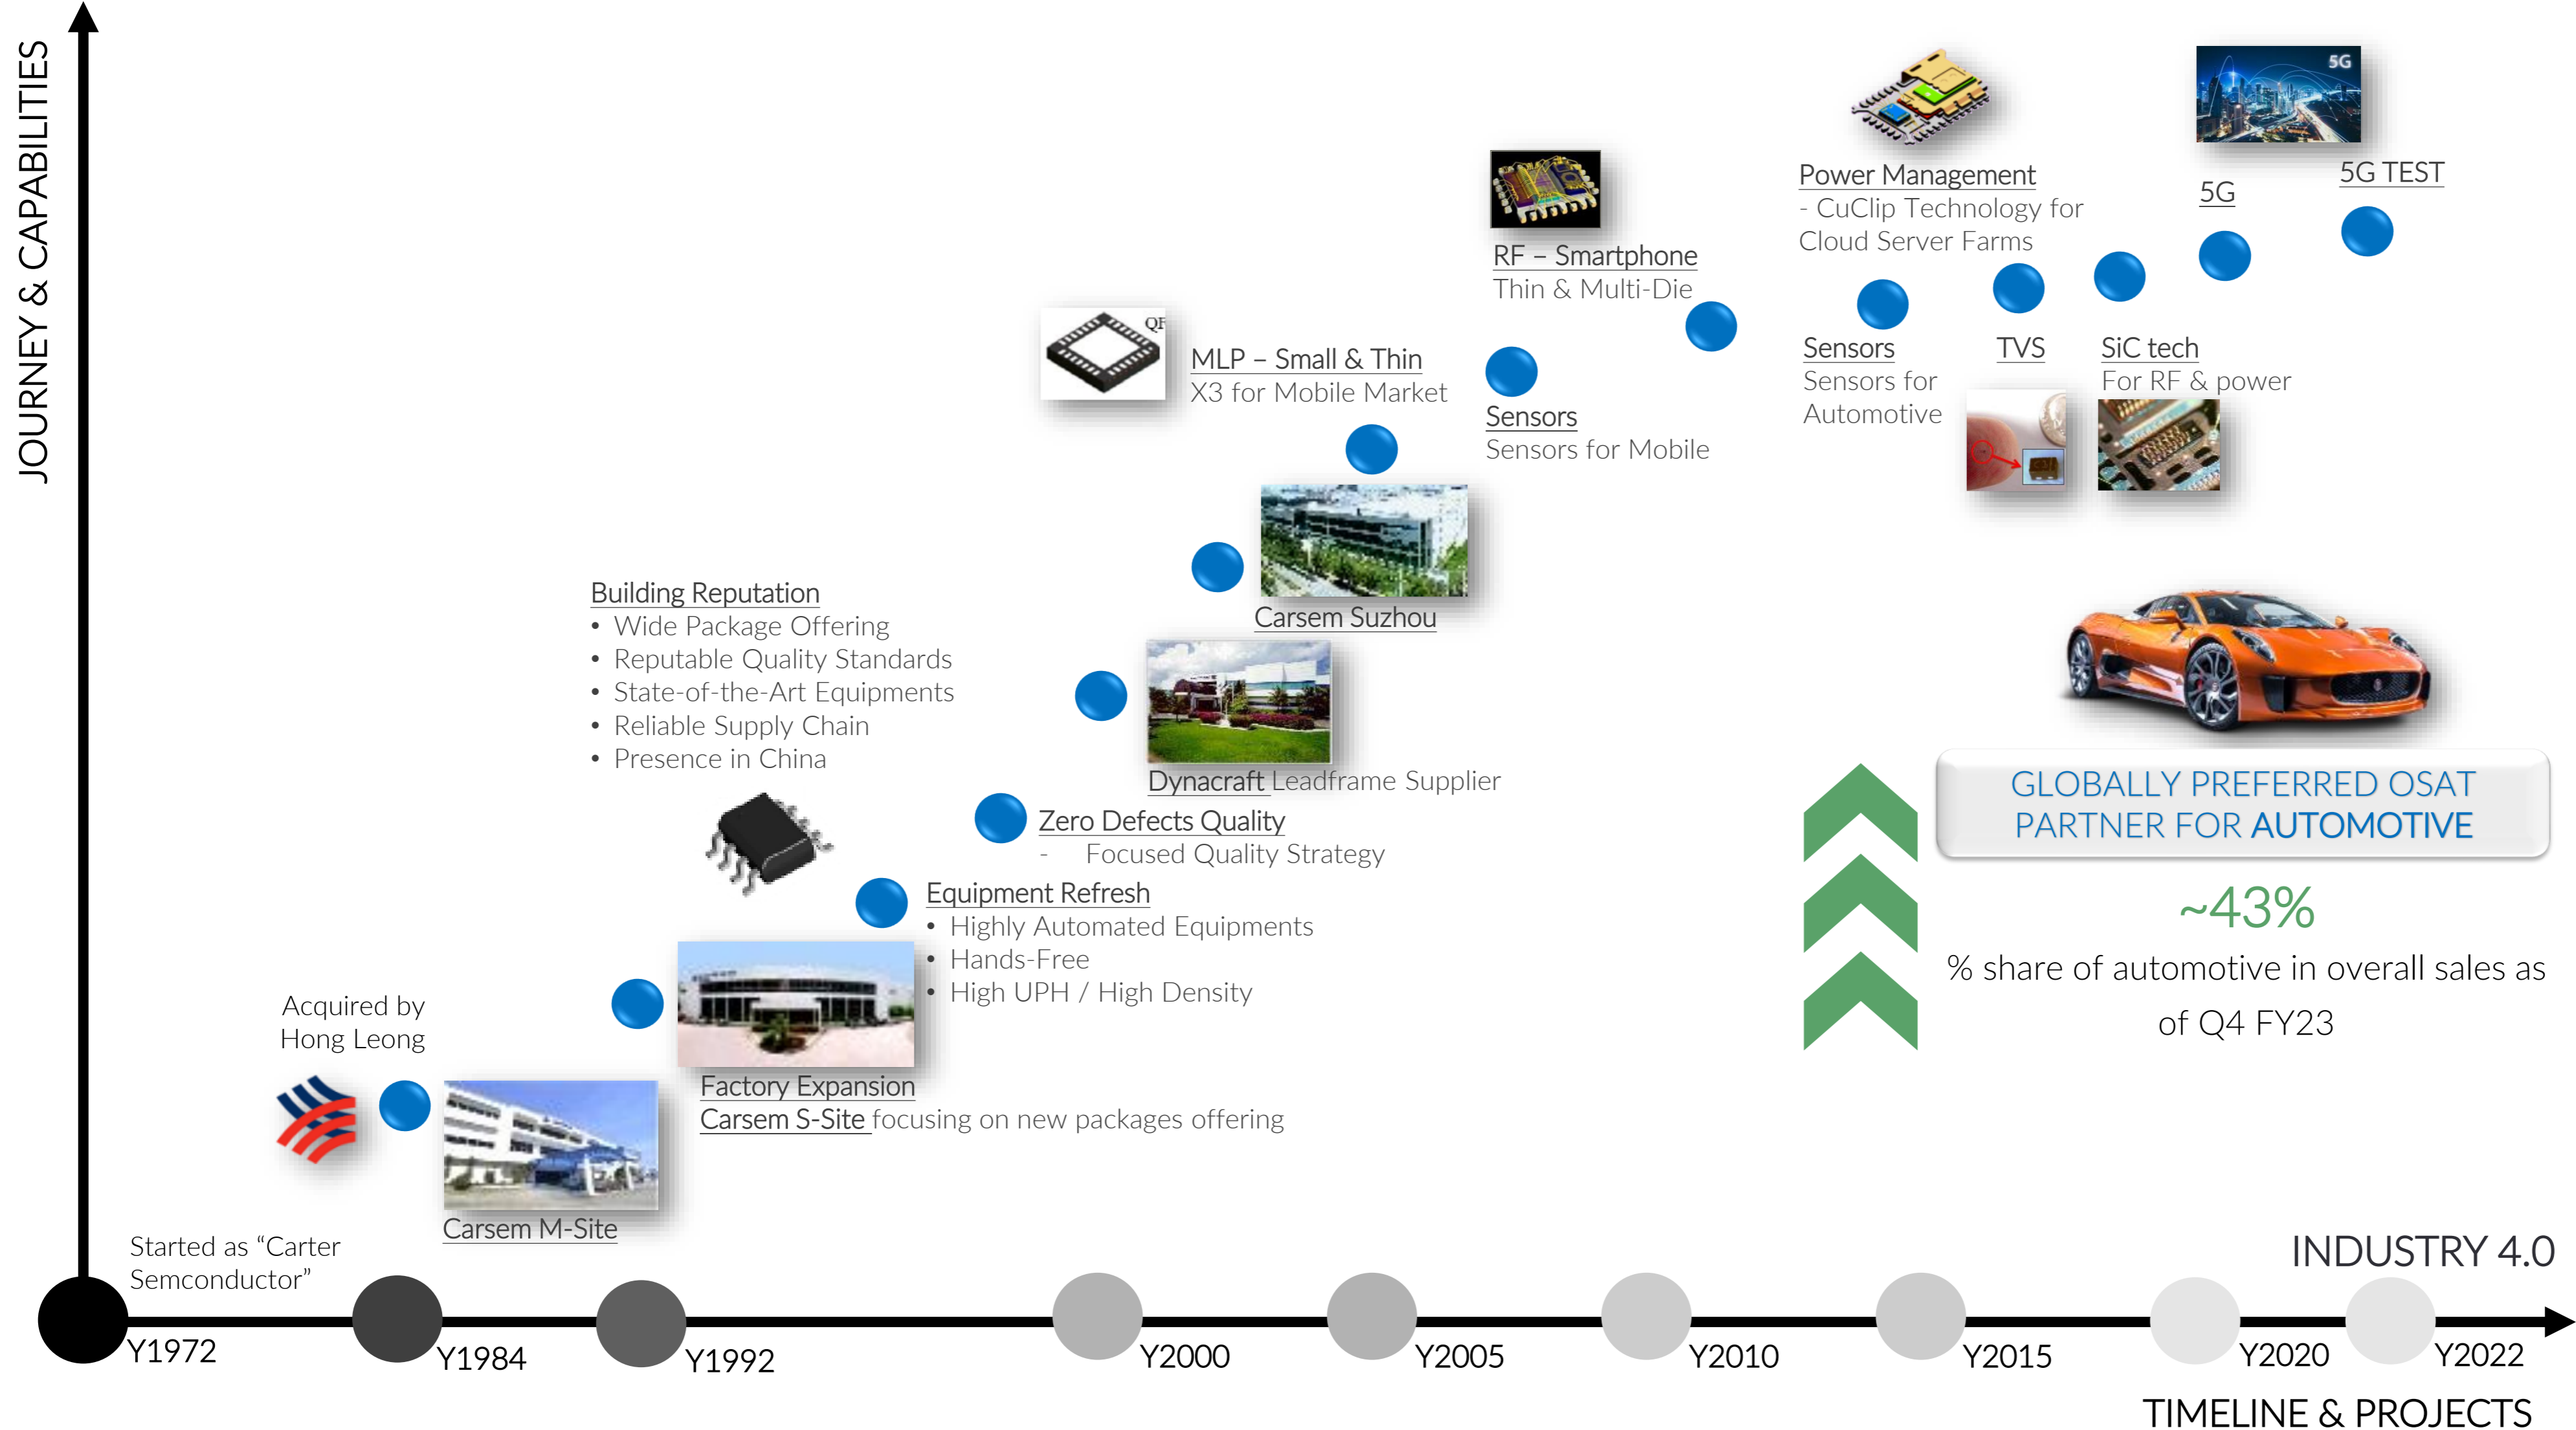 JOURNEY & CAPABILITIES
5G
5G TEST
5G
Power Management
- CuClip Technology for
Cloud Server Farms
RF – Smartphone
Thin & Multi-Die
QF
MLP – Small & Thin
X3 for Mobile Market
Sensors
Sensors for Mobile
Sensors
Sensors for
Automotive
TVS
SiC tech
For RF & power
Carsem Suzhou
Building Reputation
• Wide Package Offering
• Reputable Quality Standards
• State-of-the-Art Equipments
• Reliable Supply Chain
• Presence in China
Dynacraft Leadframe Supplier
Zero Defects Quality
- Focused Quality Strategy
Equipment Refresh
• Highly Automated Equipments
• Hands-Free
• High UPH / High Density
GLOBALLY PREFERRED OSAT
PARTNER FOR AUTOMOTIVE
~43%
% share of automotive in overall sales as
of Q4 FY23
Acquired by
Hong Leong
Factory Expansion
Carsem S-Site focusing on new packages offering
Carsem M-Site
Started as “Carter
Semconductor”
INDUSTRY 4.0
Y1972
Y1984
Y1992
Y2000
Y2005
Y2010
Y2015
Y2020
Y2022
TIMELINE & PROJECTS